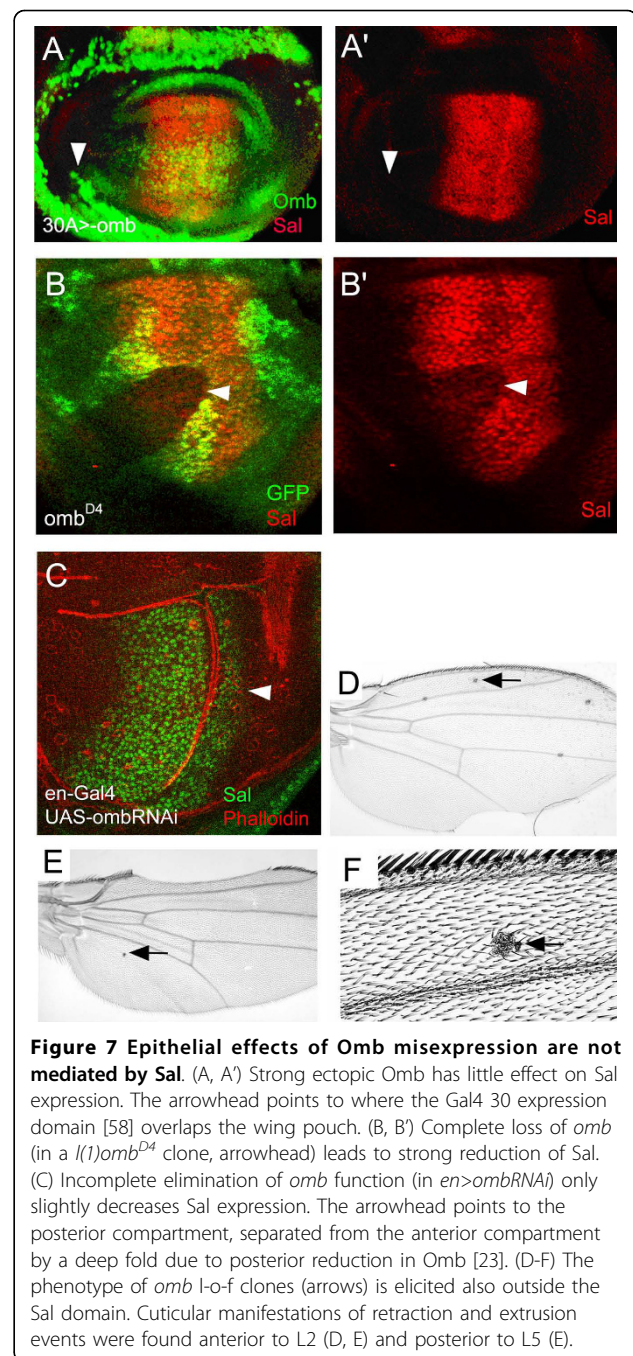 A
Omb
30A>-omb
Sal
A'
Sal
B
GFP
omb^D4
Sal
B'
Sal
C
en-Gal4
Sal
UAS-ombRNAi
Phalloidin
D
E
F
Figure 7 Epithelial effects of Omb misexpression are not
mediated by Sal. (A, A') Strong ectopic Omb has little effect on Sal
expression. The arrowhead points to where the Gal4 30 expression
domain [58] overlaps the wing pouch. (B, B') Complete loss of omb
(in a l(1)omb^D4 clone, arrowhead) leads to strong reduction of Sal.
(C) Incomplete elimination of omb function (in en>ombRNAi) only
slightly decreases Sal expression. The arrowhead points to the
posterior compartment, separated from the anterior compartment
by a deep fold due to posterior reduction in Omb [23]. (D-F) The
phenotype of omb l-o-f clones (arrows) is elicited also outside the
Sal domain. Cuticular manifestations of retraction and extrusion
events were found anterior to L2 (D, E) and posterior to L5 (E).